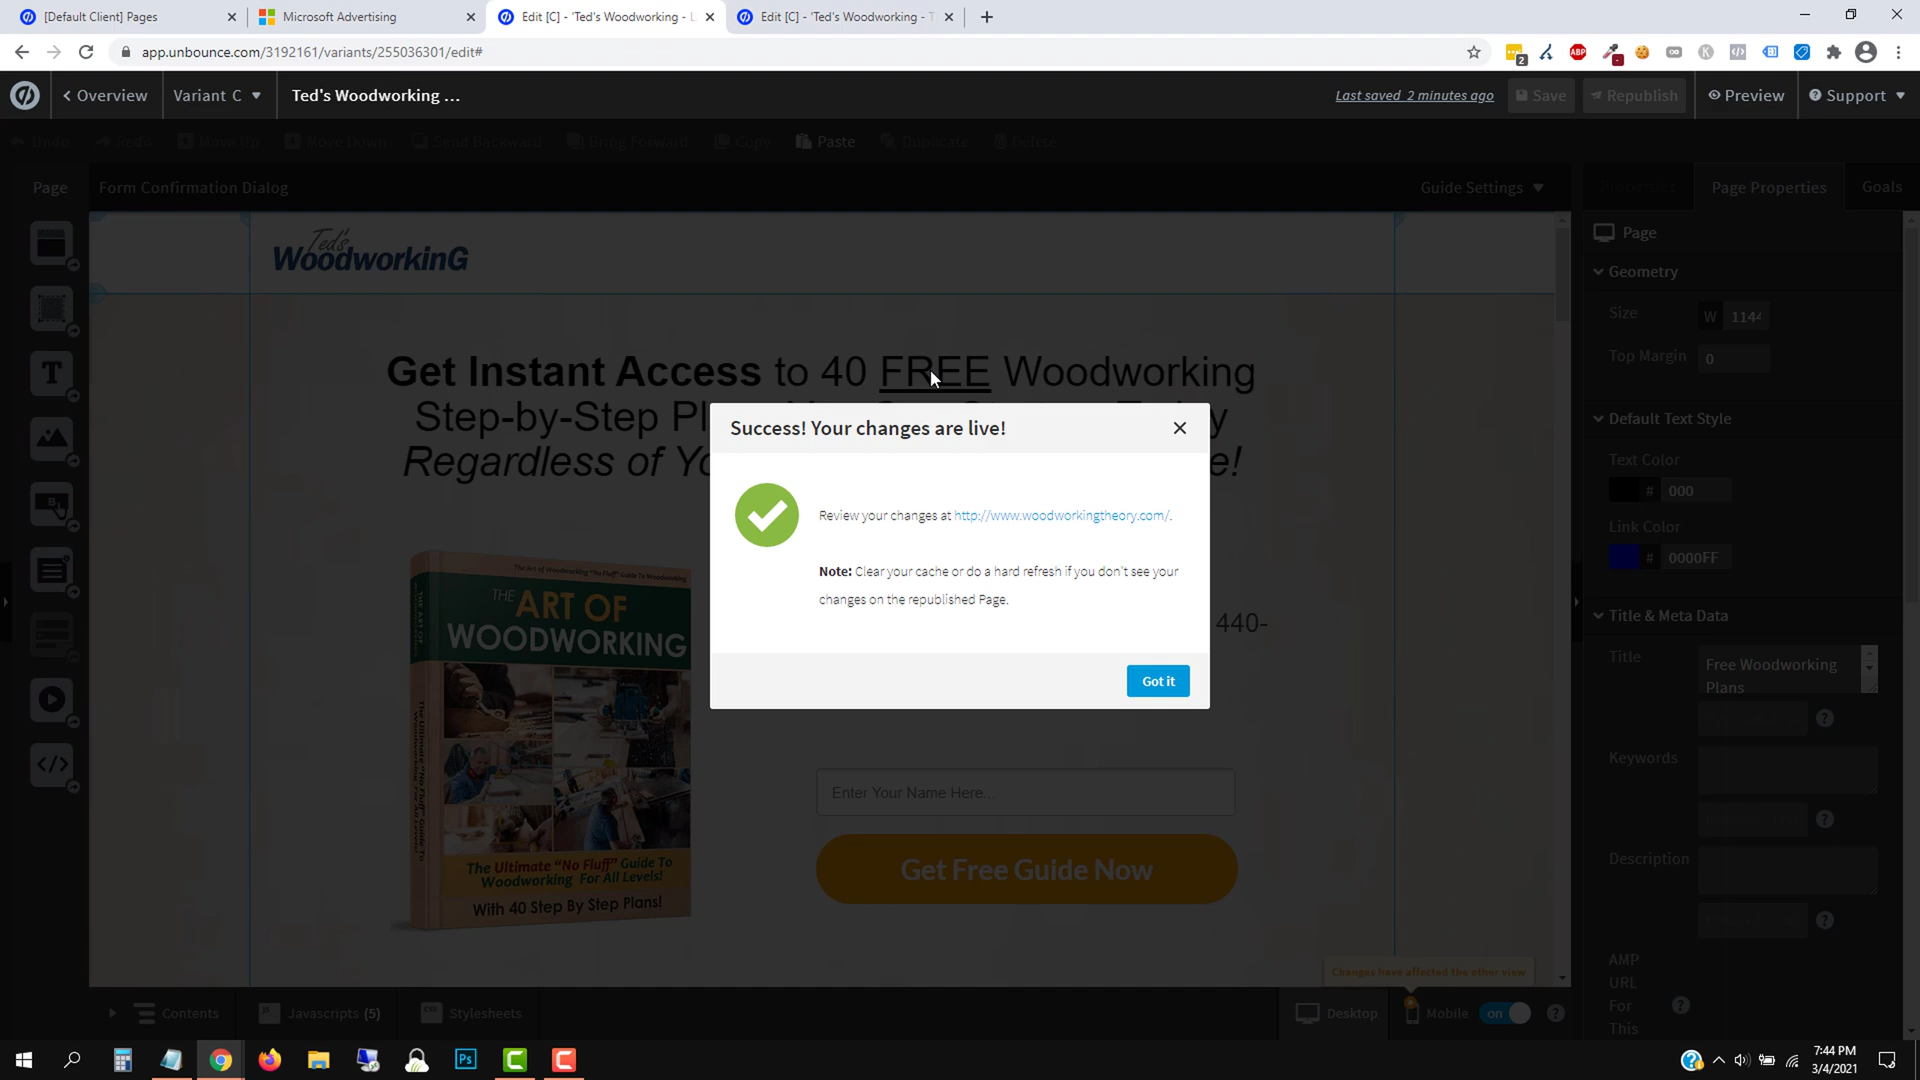 [Default Client] Pages
Microsoft Advertising
Edit [C] - 'Ted's Woodworking - L
Edit [C] - 'Ted's Woodworking - T
app.unbounce.com/3192161/variants/255036301/edit#
Overview
Variant C
Ted's Woodworking ...
Last saved 2 minutes ago
Save
Republish
Preview
Support
Undo
Redo
Move Up
Move Down
Send Backward
Bring Forward
Copy
Paste
Duplicate
Delete
Page
Form Confirmation Dialog
Guide Settings
Properties
Page Properties
Goals
Ted's
WoodworkinG
Get Instant Access to 40 FREE Woodworking
Step-by-Step
Regardless of
e!
Success! Your changes are live!
Review your changes at http://www.woodworkingtheory.com/.
Note: Clear your cache or do a hard refresh if you don't see your
changes on the republished Page.
Got it
440-
The Art of Woodworking "No Fluff" Guide To Woodworking
THE ART OF
WOODWORKING
The Ultimate "No Fluff" Guide To
Woodworking For All Levels!
With 40 Step By Step Plans!
Enter Your Name Here...
Get Free Guide Now
Page
Geometry
Size
W 1144
Top Margin
0
Default Text Style
Text Color
# 000
Link Color
# 0000FF
Title & Meta Data
Title
Free Woodworking
Plans
Keywords
Description
AMP
URL
For
This
Changes have affected the other view
Contents
Javascripts (5)
Stylesheets
Desktop
Mobile
on
7:44 PM
3/4/2021